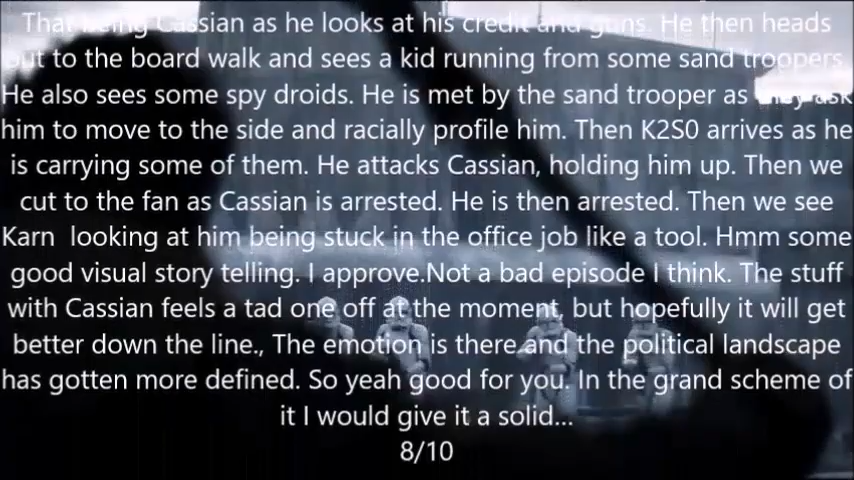 That being Cassian as he looks at his credit and guns. He then heads
out to the board walk and sees a kid running from some sand troopers.
He also sees some spy droids. He is met by the sand trooper as they ask
him to move to the side and racially profile him. Then K2S0 arrives as he
is carrying some of them. He attacks Cassian, holding him up. Then we
cut to the fan as Cassian is arrested. He is then arrested. Then we see
Karn looking at him being stuck in the office job like a tool. Hmm some
good visual story telling. I approve.Not a bad episode I think. The stuff
with Cassian feels a tad one off at the moment, but hopefully it will get
better down the line., The emotion is there and the political landscape
has gotten more defined. So yeah good for you. In the grand scheme of
it I would give it a solid...
8/10